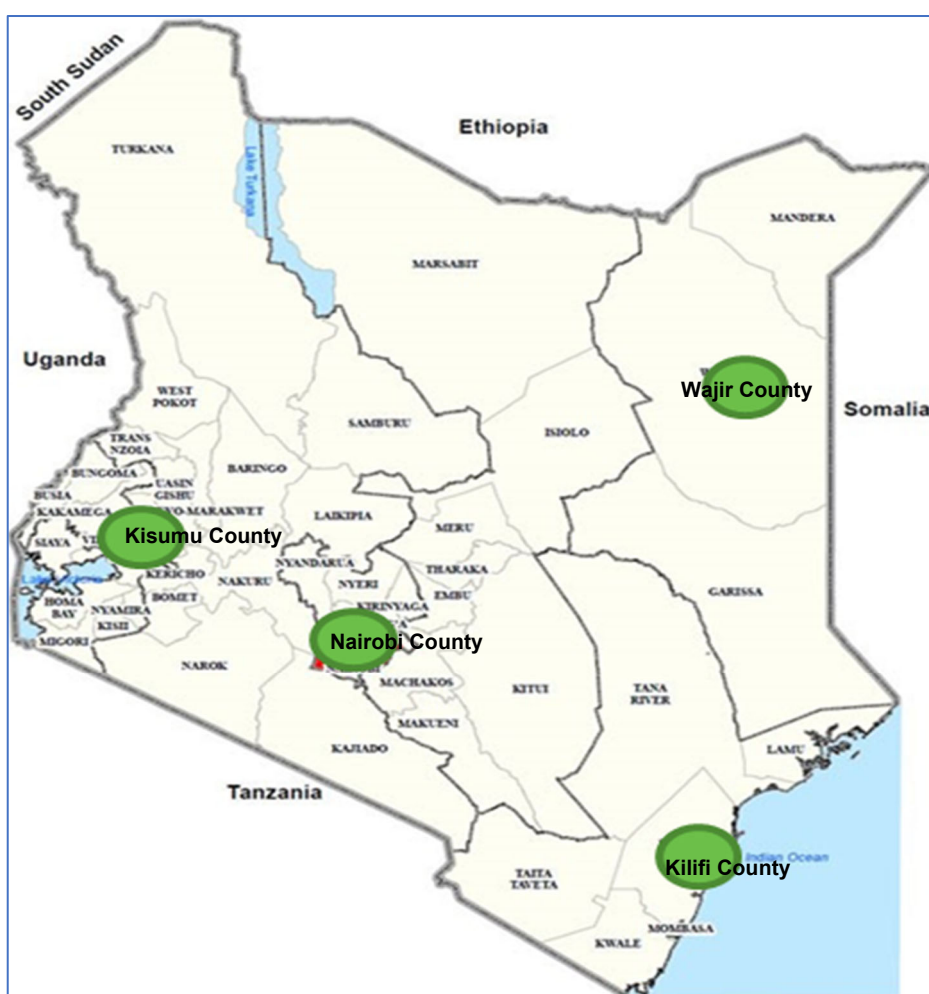 South Sudan
Ethiopia
TURKANA
Lake Turkana
MANDERA
MARSABIT
Uganda
Wajir County
WEST
POKOT
Somalia
SAMBURU
ISIOLO
TRANS
NZOIA
BUNGOMA
BARINGO
UASIN
GISHU
BUSIA
KAKAMEGA
LAIKIPIA
MERU
Kisumu County
SIAYA
NYANDARUA
THARAKA
KERICHO
NAKURU
NYERI
EMBU
GARISSA
HOMA
BAY
NYAMIRA
BOMET
KIRINYAGA
KISII
MIGORI
Nairobi County
NAROK
MACHAKOS
KITUI
TANA
RIVER
MAKUENI
KAJIADO
LAMU
Tanzania
Indian Ocean
Kilifi County
TAITA
TAVETA
MOMBASA
KWALE